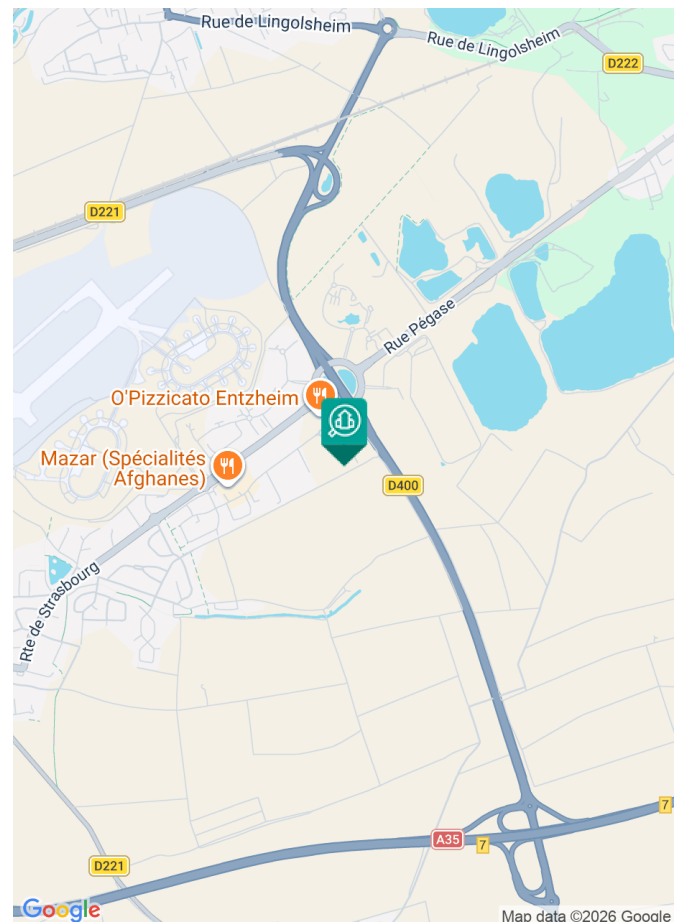 Rue de Lingolsheim
Rue de Lingolsheim
D222
D221
Rue Pégase
O'Pizzicato Entzheim
Mazar (Spécialités
Afghanes)
D400
Rte de Strasbourg
7
A35
7
D221
Google
Map data ©2026 Google